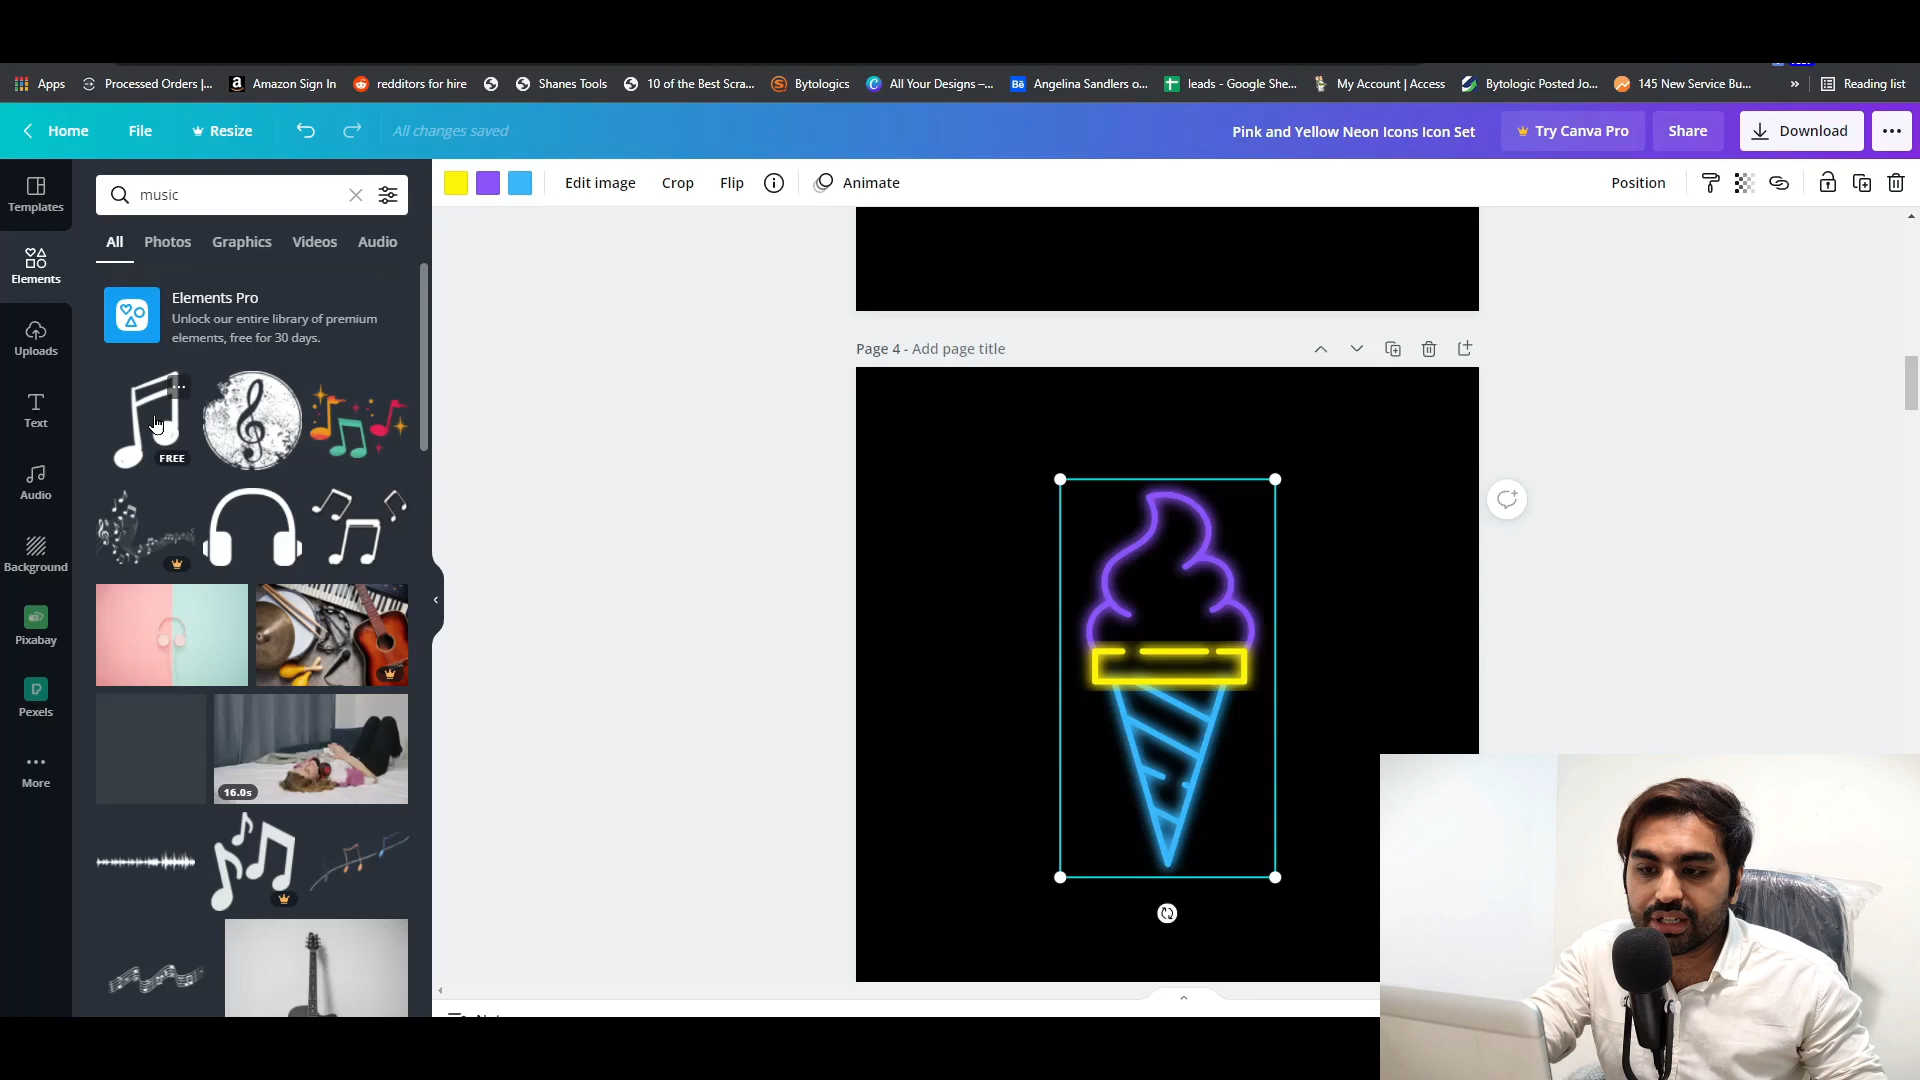 Apps
Processed Orders |...
Amazon Sign In
redditors for hire
Shanes Tools
10 of the Best Scra...
Bytologics
All Your Designs –...
Angelina Sandlers o...
leads - Google She...
My Account | Access
Bytologic Posted Jo...
145 New Service Bu...
»
Reading list
Home
File
Resize
All changes saved
Pink and Yellow Neon Icons Icon Set
Try Canva Pro
Share
Download
Templates
Elements
Uploads
Text
Audio
Background
Pixabay
Pexels
More
music
All
Photos
Graphics
Videos
Audio
Elements Pro
Unlock our entire library of premium
elements, free for 30 days.
FREE
16.0s
Edit image
Crop
Flip
Animate
Position
Page 4 - Add page title